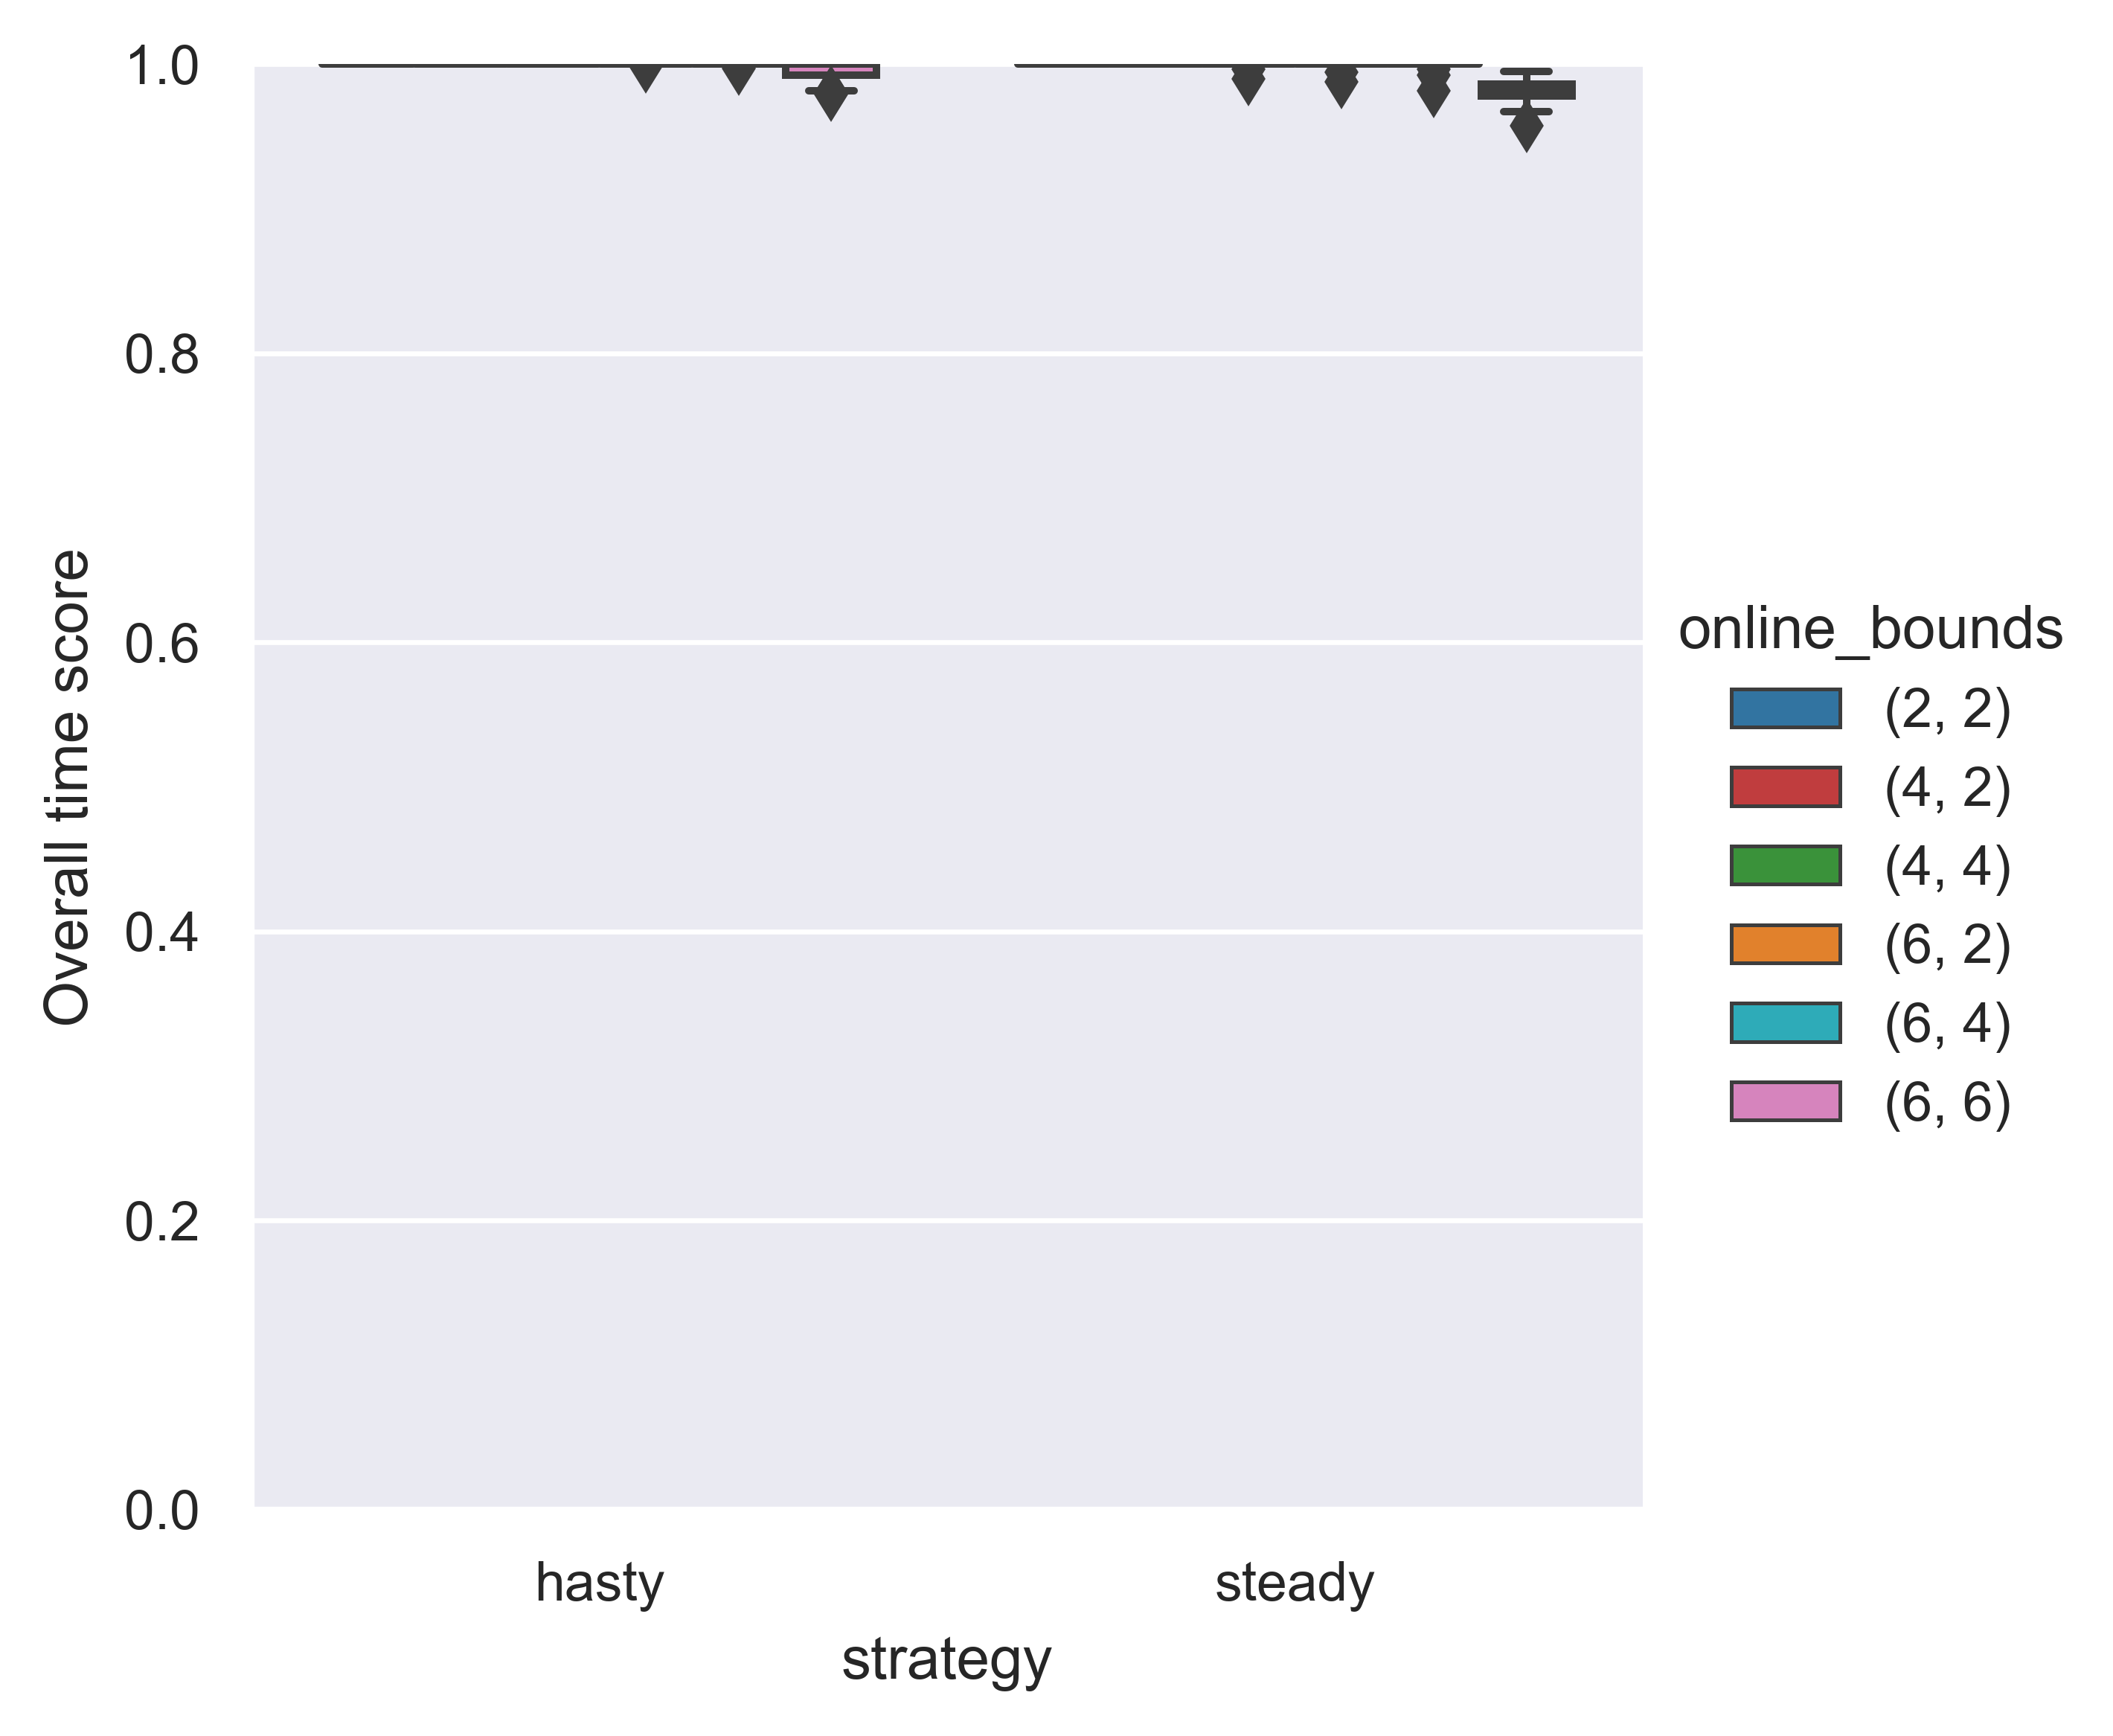 1.0
0.8
0.6
0.4
0.2
0.0
Overall time score
hasty
steady
strategy
online_bounds
(2, 2)
(4, 2)
(4, 4)
(6, 2)
(6, 4)
(6, 6)